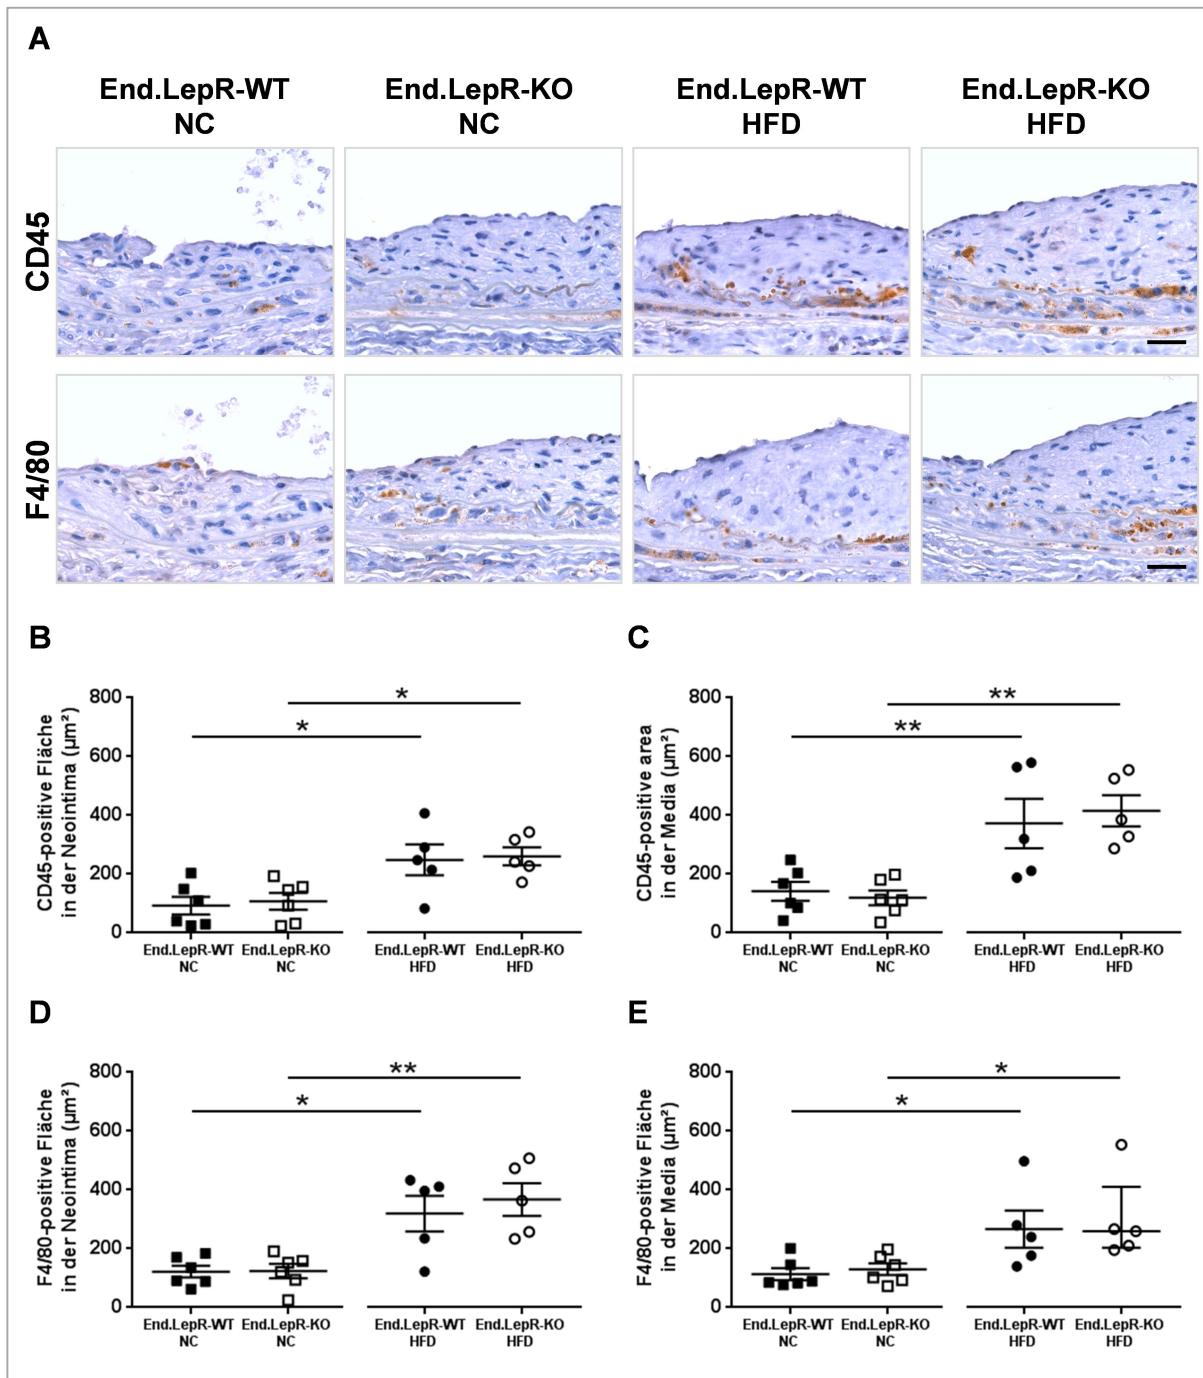 A
End.LepR-WT
NC
End.LepR-KO
NC
End.LepR-WT
HFD
End.LepR-KO
HFD
CD45
F4/80
B
CD45-positive Fläche
in der Neointima (µm²)
800
600
400
200
0
*
*
End.LepR-WT
NC
End.LepR-KO
NC
End.LepR-WT
HFD
End.LepR-KO
HFD
C
CD45-positive area
in der Media (µm²)
800
600
400
200
0
**
**
End.LepR-WT
NC
End.LepR-KO
NC
End.LepR-WT
HFD
End.LepR-KO
HFD
D
F4/80-positive Fläche
in der Neointima (µm²)
800
600
400
200
0
**
*
End.LepR-WT
NC
End.LepR-KO
NC
End.LepR-WT
HFD
End.LepR-KO
HFD
E
F4/80-positive Fläche
in der Media (µm²)
800
600
400
200
0
*
*
End.LepR-WT
NC
End.LepR-KO
NC
End.LepR-WT
HFD
End.LepR-KO
HFD